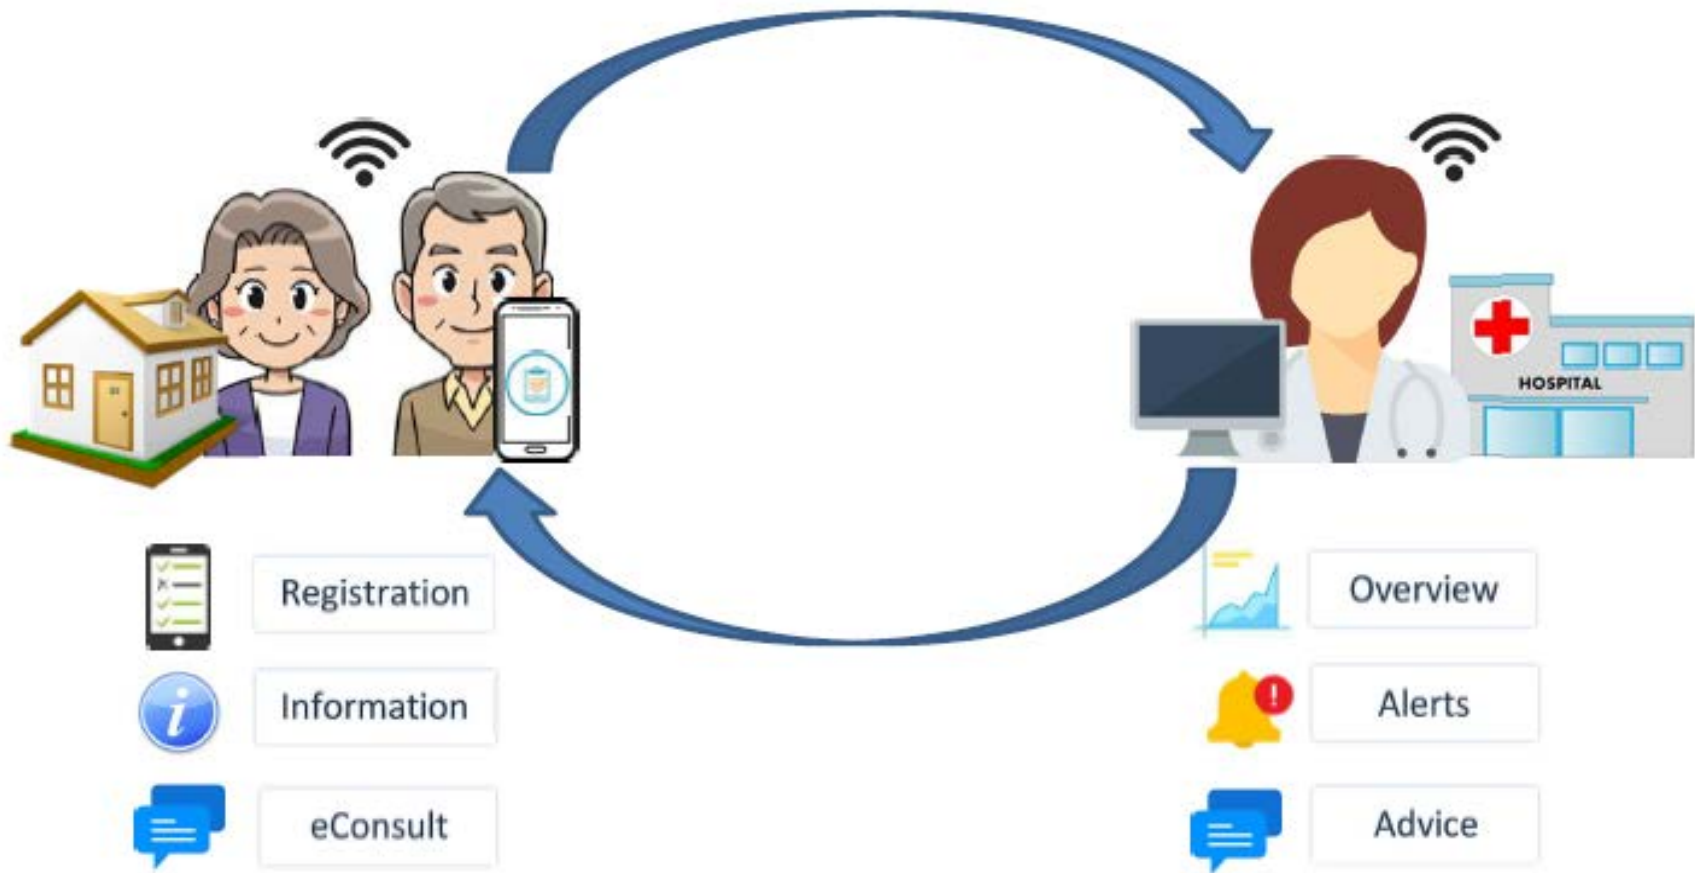 HOSPITAL
Registration
Overview
Information
Alerts
eConsult
Advice